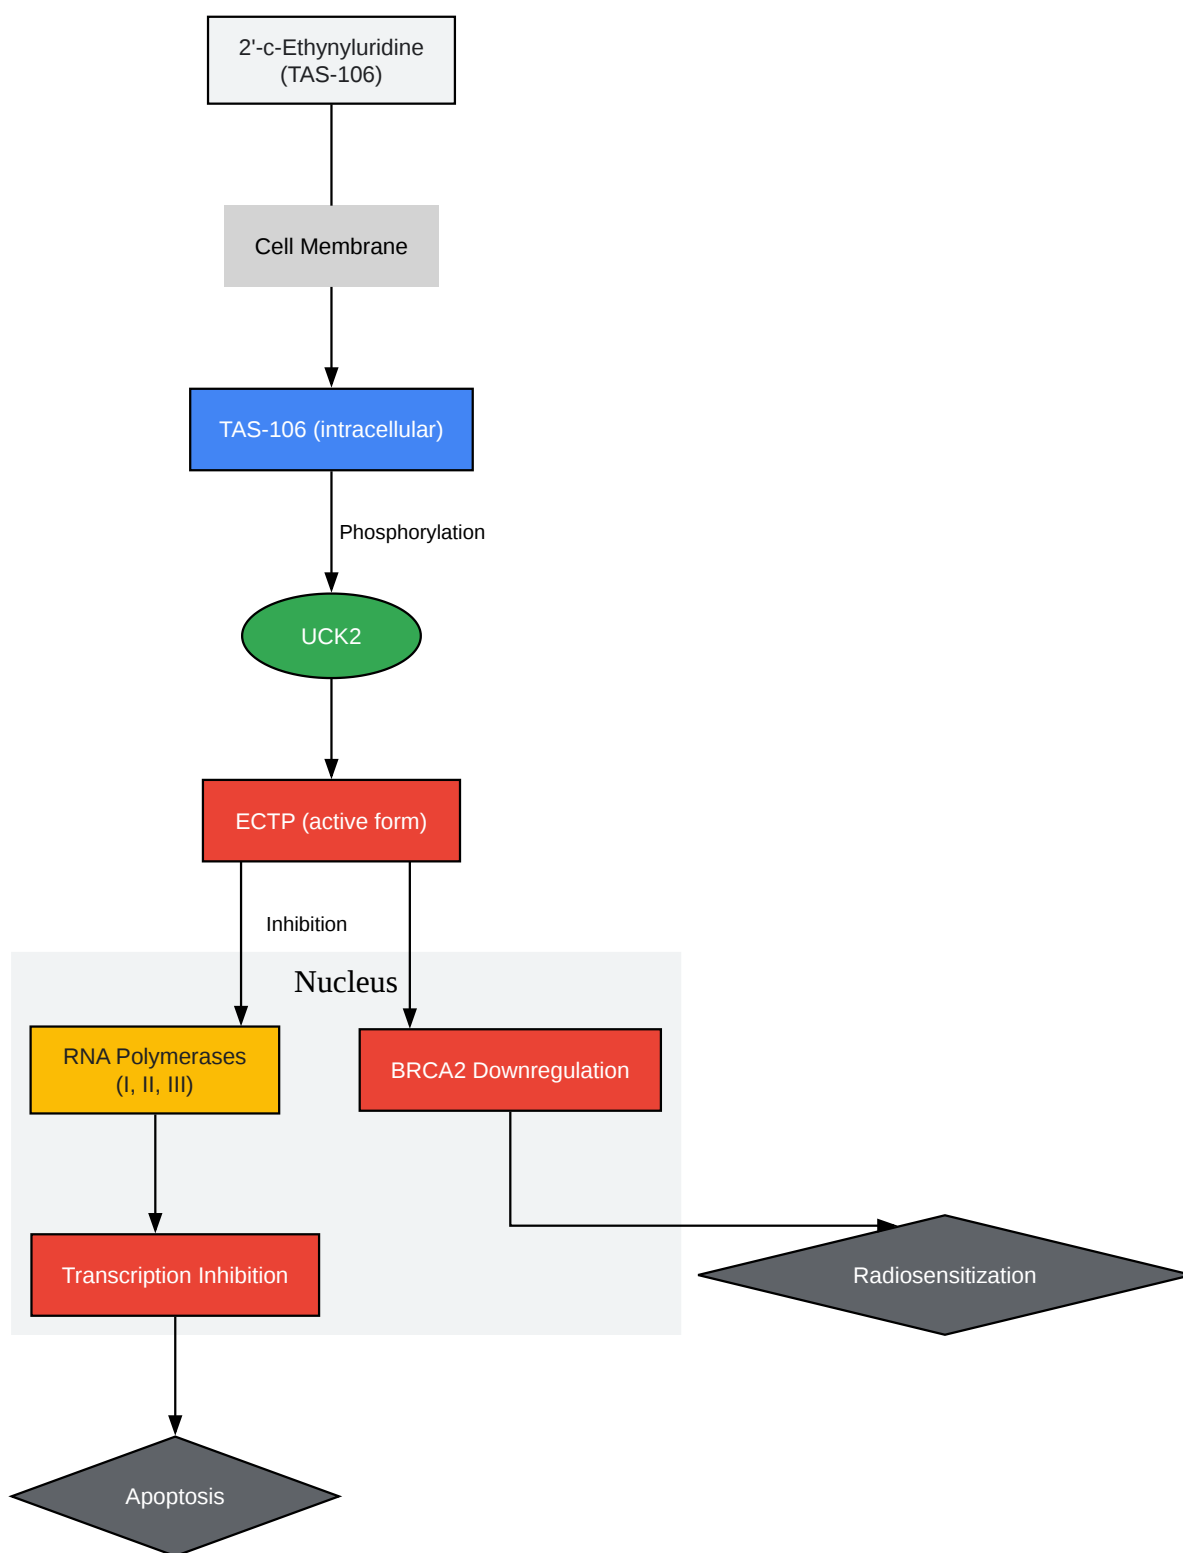 2'-c-Ethynyluridine
(TAS-106)
Cell Membrane
TAS-106 (intracellular)
Phosphorylation
UCK2
ECTP (active form)
Inhibition
Nucleus
RNA Polymerases
(I, II, III)
BRCA2 Downregulation
Transcription Inhibition
Radiosensitization
Apoptosis